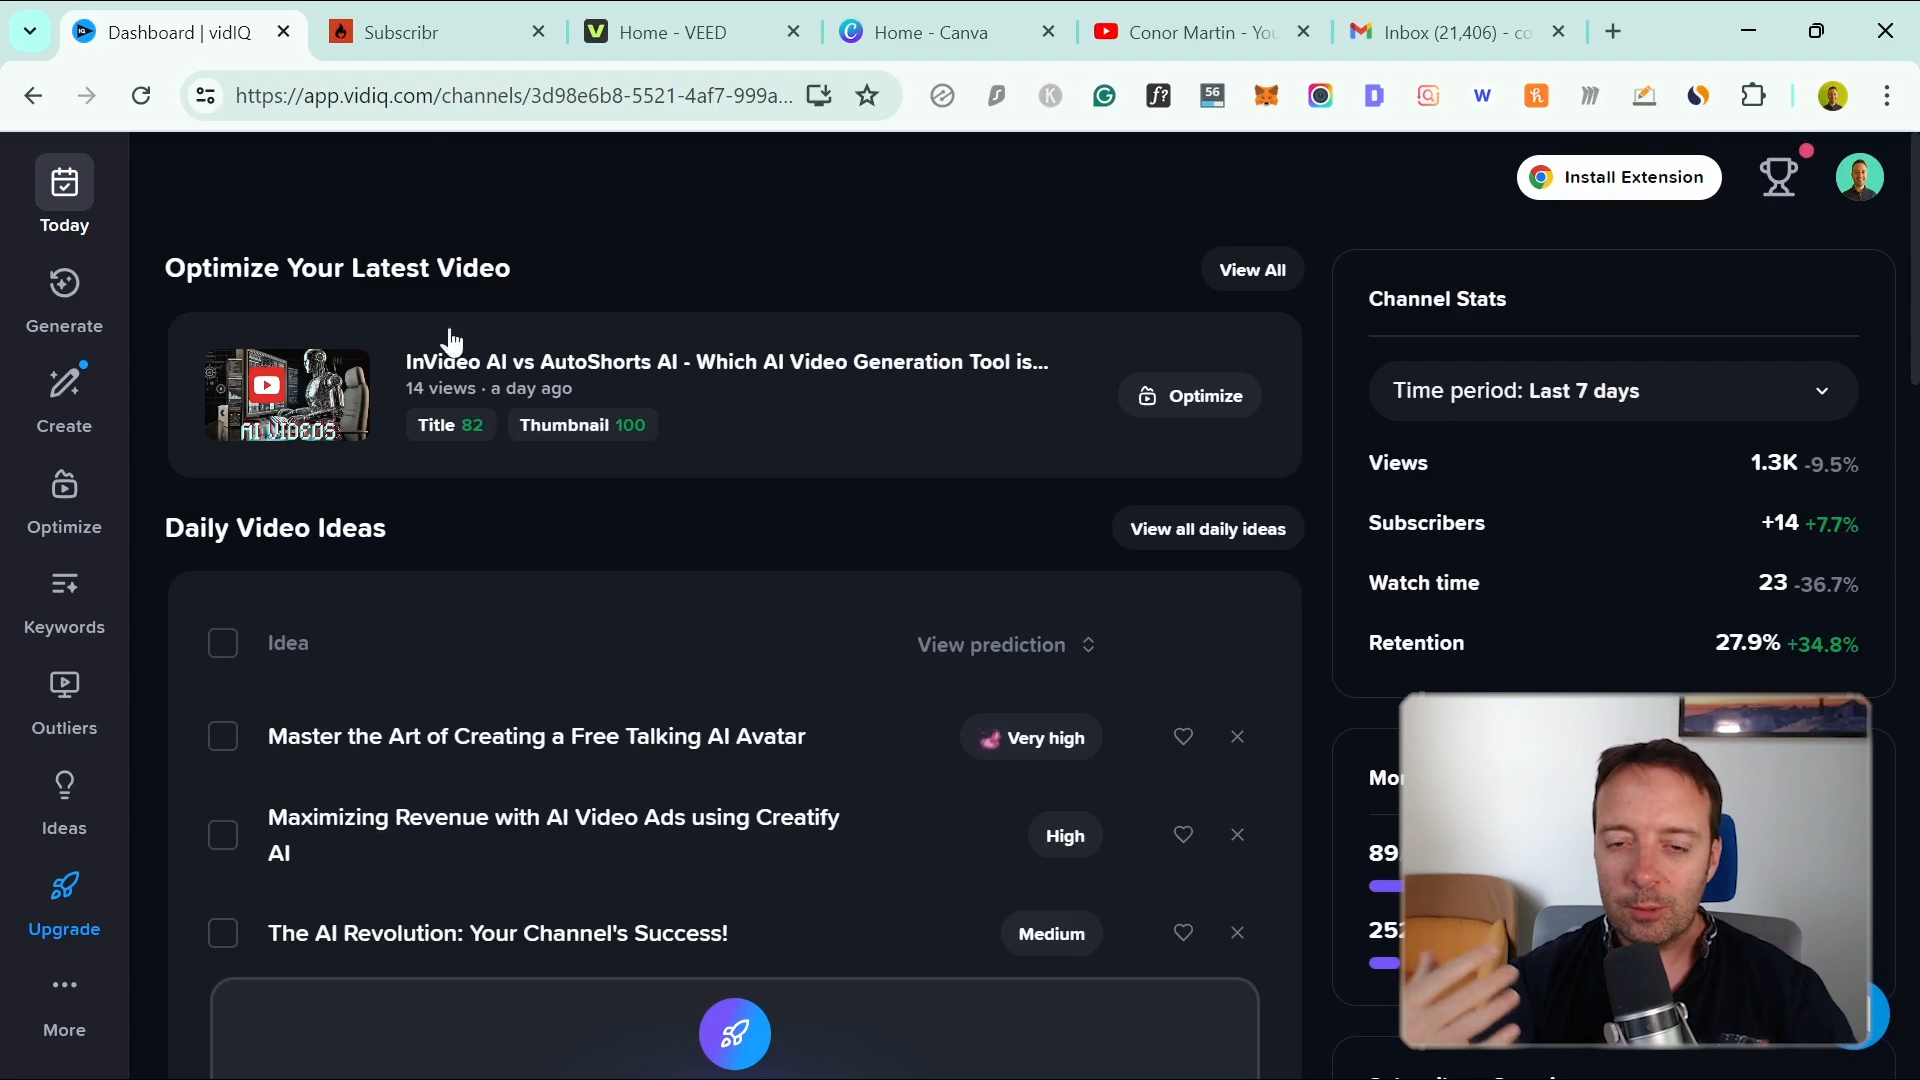 Dashboard | vidIQ
Subscribr
Home - VEED
Home - Canva
Conor Martin - You
Inbox (21,406) - co
https://app.vidiq.com/channels/3d98e6b8-5521-4af7-999a...
56
Install Extension
Today
Generate
Create
Optimize
Keywords
Outliers
Ideas
Upgrade
More
Optimize Your Latest Video
View All
InVideo AI vs AutoShorts AI - Which AI Video Generation Tool is...
14 views · a day ago
Title 82
Thumbnail 100
AI VIDEOS
Optimize
Daily Video Ideas
View all daily ideas
Idea
View prediction
Master the Art of Creating a Free Talking AI Avatar
Very high
Maximizing Revenue with AI Video Ads using Creatify
AI
High
The AI Revolution: Your Channel's Success!
Medium
Channel Stats
Time period: Last 7 days
Views
1.3K -9.5%
Subscribers
+14 +7.7%
Watch time
23 -36.7%
Retention
27.9% +34.8%